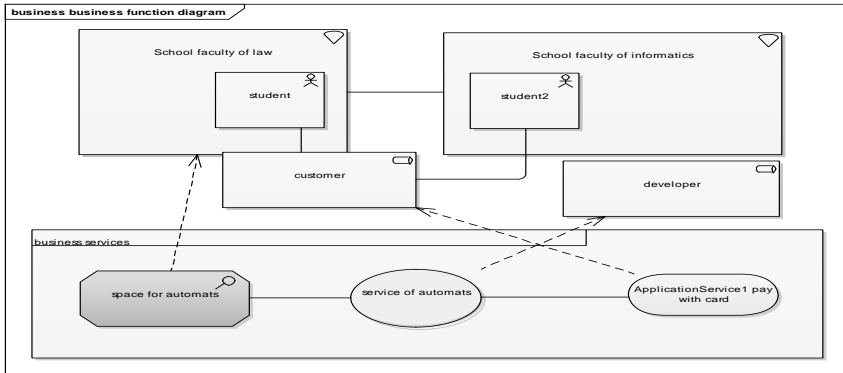 business business function diagram
School faculty of law
School faculty of informatics
student
student2
customer
developer
business services
space for automats
service of automats
ApplicationService1 pay
with card